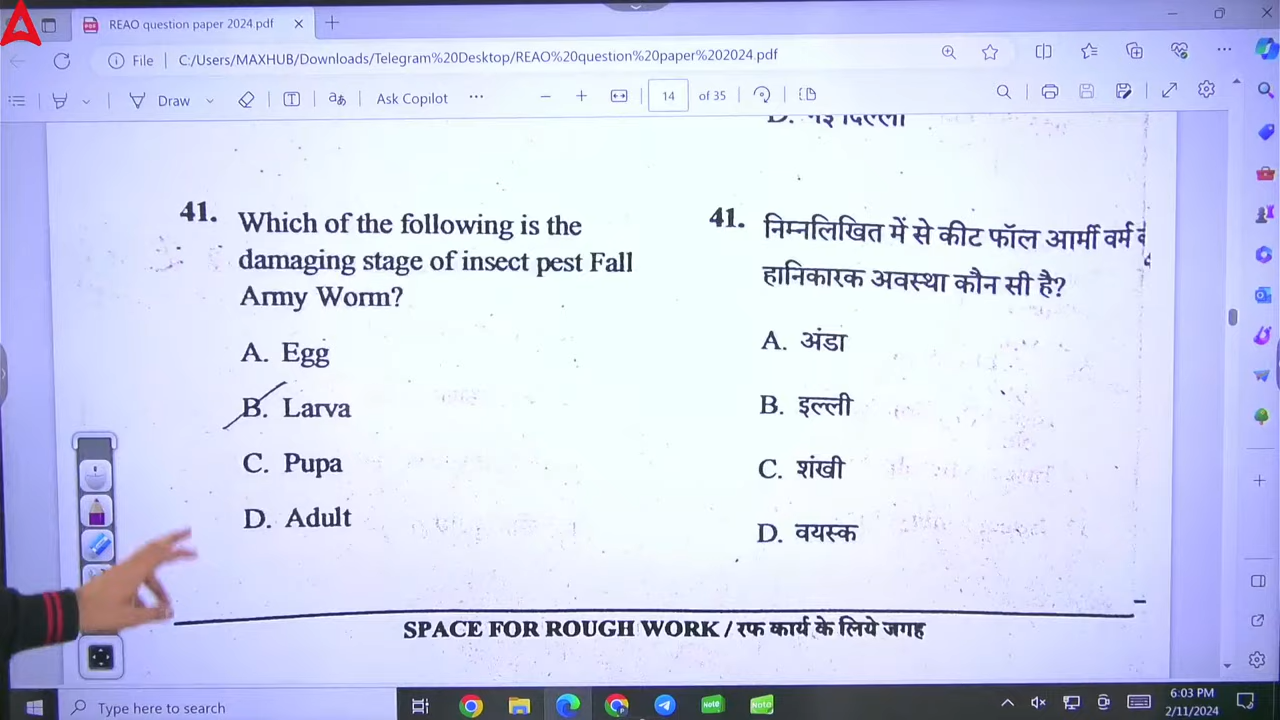 REAO question paper 2024.pdf
File
C:/Users/MAXHUB/Downloads/Telegram%20Desktop/REAO%20question%20paper%202024.pdf
Draw
Ask Copilot
14 of 35
D. नई दिल्ली
41. Which of the following is the
damaging stage of insect pest Fall
Army Worm?
A. Egg
B. Larva
C. Pupa
D. Adult
41. निम्नलिखित में से कीट फॉल आर्मी वर्म
हानिकारक अवस्था कौन सी है?
A. अंडा
B. इल्ली
C. शंखी
D. वयस्क
SPACE FOR ROUGH WORK / रफ कार्य के लिये जगह
Type here to search
Note
Note
6:03 PM
2/11/2024